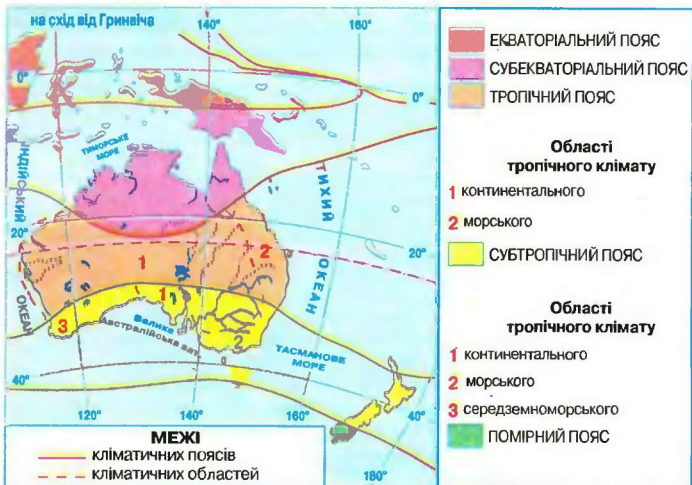 на схід від Гринвіча
140°
160°
0°
0°
ТИМОРСЬКЕ
МОРЕ
ІНДІЙСЬКИЙ
ОКЕАН
ТИХИЙ
ОКЕАН
20°
20°
1
2
1
3
2
Велика
Австралійська зат.
ТАСМАНОВЕ
МОРЕ
40°
40°
120°
140°
160°
180°
МЕЖІ
кліматичних поясів
кліматичних областей
ЕКВАТОРІАЛЬНИЙ ПОЯС
СУБЕКВАТОРІАЛЬНИЙ ПОЯС
ТРОПІЧНИЙ ПОЯС
Області
тропічного клімату
1 континентального
2 морського
СУБТРОПІЧНИЙ ПОЯС
Області
тропічного клімату
1 континентального
2 морського
3 середземноморського
ПОМІРНИЙ ПОЯС